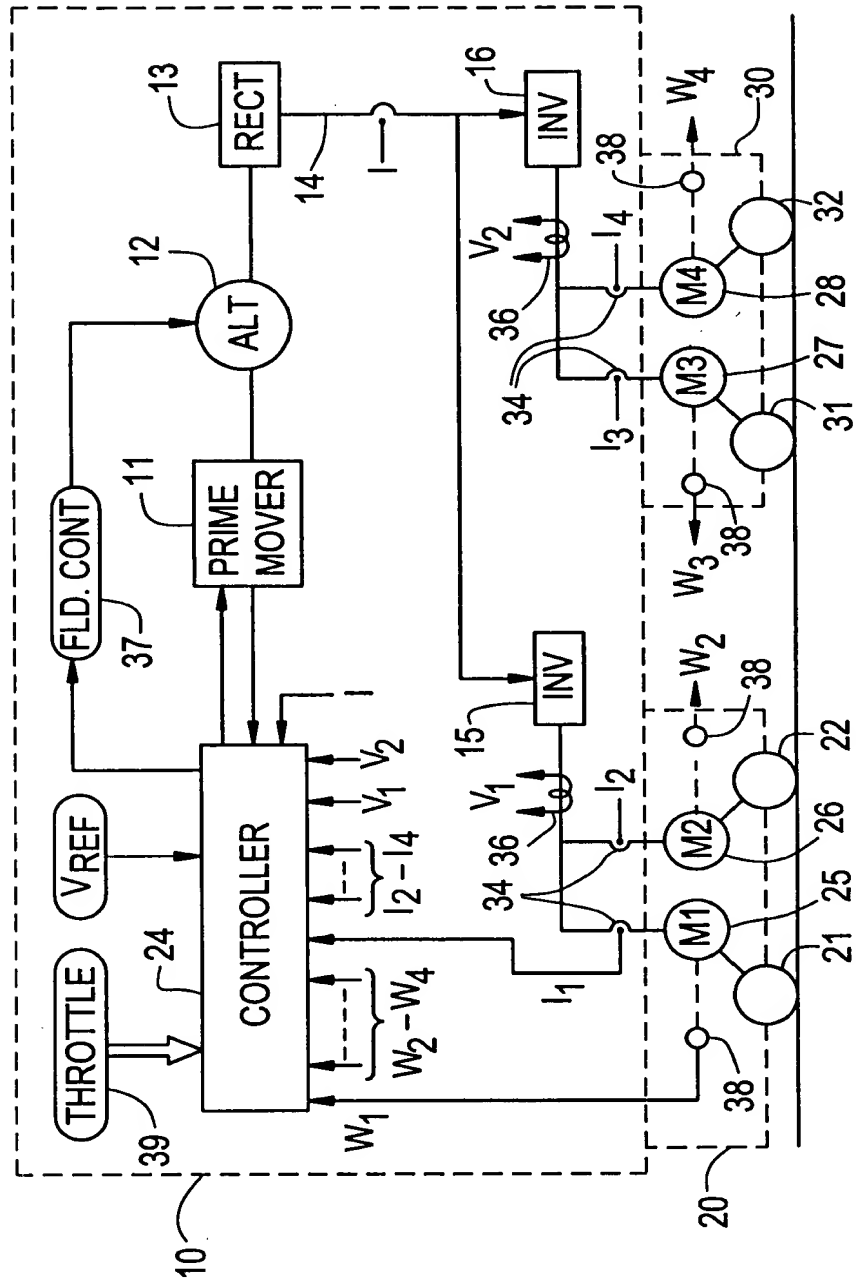 10
THROTTLE
39
VREF
FLD. CONT
37
24
CONTROLLER
PRIME
MOVER
11
ALT
12
RECT
13
14
I
I
V2
V1
I2–I4
W2–W4
W1
I1
15
INV
16
INV
V1
36
I2
34
V2
36
I4
34
I3
M1
M2
25
26
W2
38
38
21
22
20
M3
M4
27
28
W3
38
W4
38
30
31
32